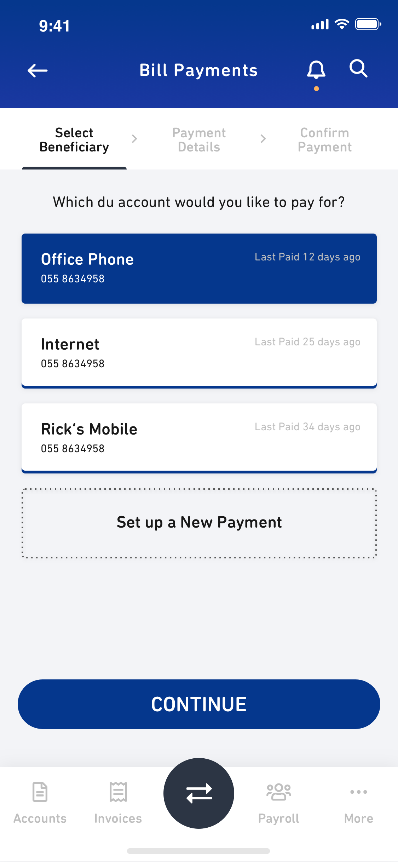 9:41
Bill Payments
Select
Beneficiary
Payment
Details
Confirm
Payment
Which du account would you like to pay for?
Office Phone
Last Paid 12 days ago
055 8634958
Internet
Last Paid 25 days ago
055 8634958
Rick's Mobile
Last Paid 34 days ago
055 8634958
Set up a New Payment
CONTINUE
Accounts
Invoices
Payroll
More